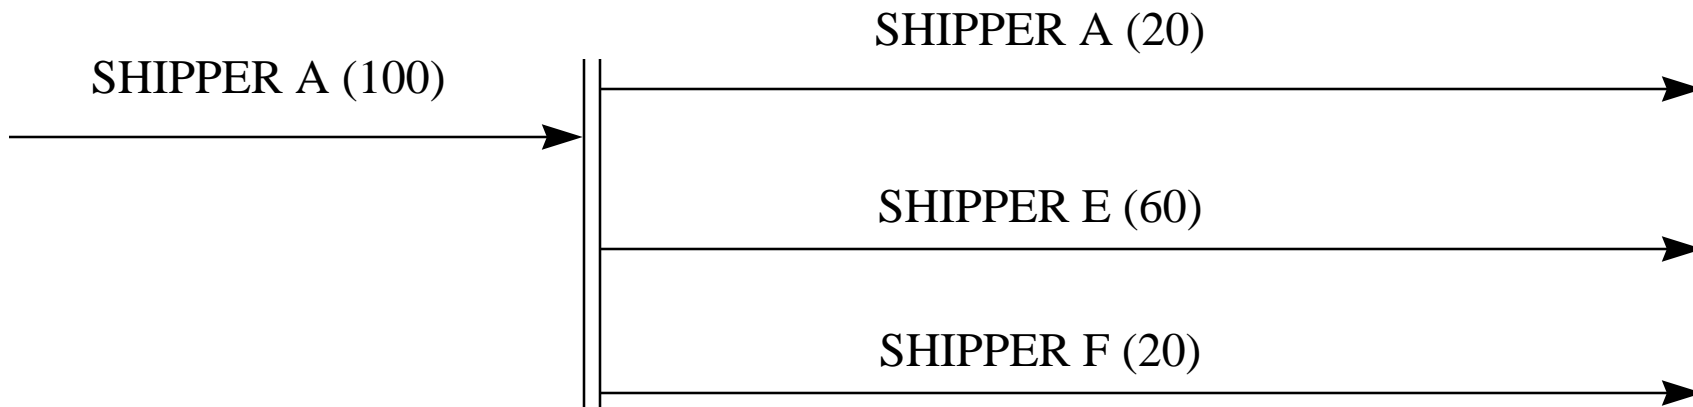 SHIPPER A (20)
SHIPPER A (100)
SHIPPER E (60)
SHIPPER F (20)